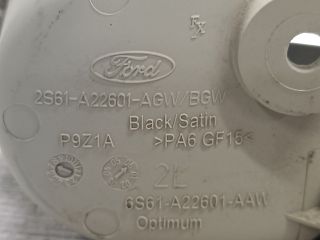 Ford
2S61-A22601-AGW/BGW
Black/Satin
P9Z1A >PA6 GF15<
2L
6S61-A22601-AAW
Optimum